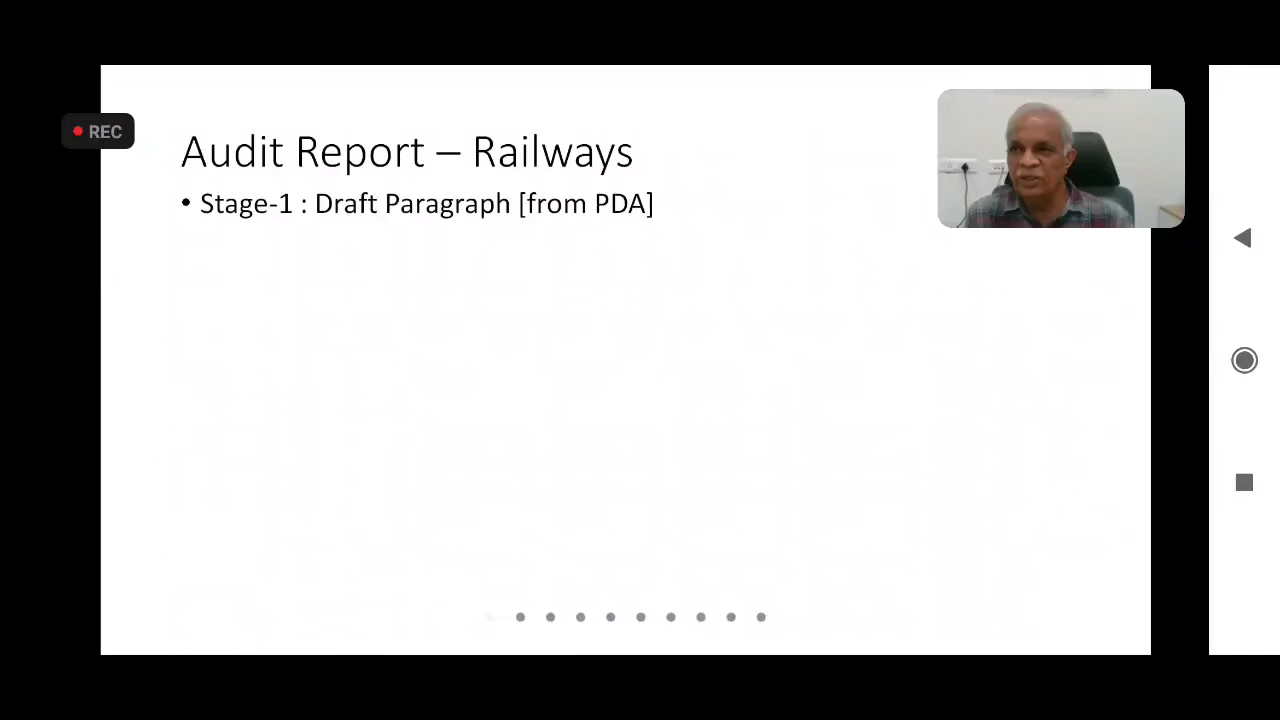 REC
Audit Report – Railways
• Stage-1 : Draft Paragraph [from PDA]